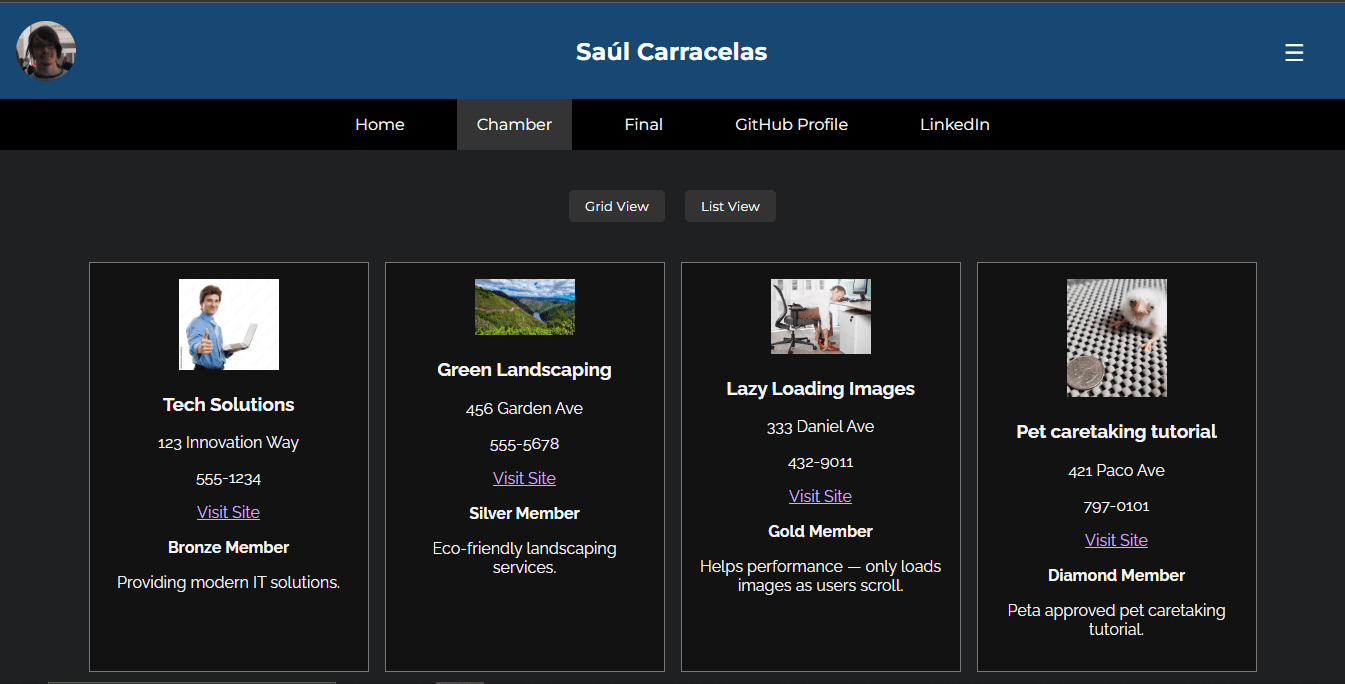 Saúl Carracelas
Home
Chamber
Final
GitHub Profile
LinkedIn
Grid View
List View
Tech Solutions
123 Innovation Way
555-1234
Visit Site
Bronze Member
Providing modern IT solutions.
Green Landscaping
456 Garden Ave
555-5678
Visit Site
Silver Member
Eco-friendly landscaping
services.
Lazy Loading Images
333 Daniel Ave
432-9011
Visit Site
Gold Member
Helps performance — only loads
images as users scroll.
Pet caretaking tutorial
421 Paco Ave
797-0101
Visit Site
Diamond Member
Peta approved pet caretaking
tutorial.